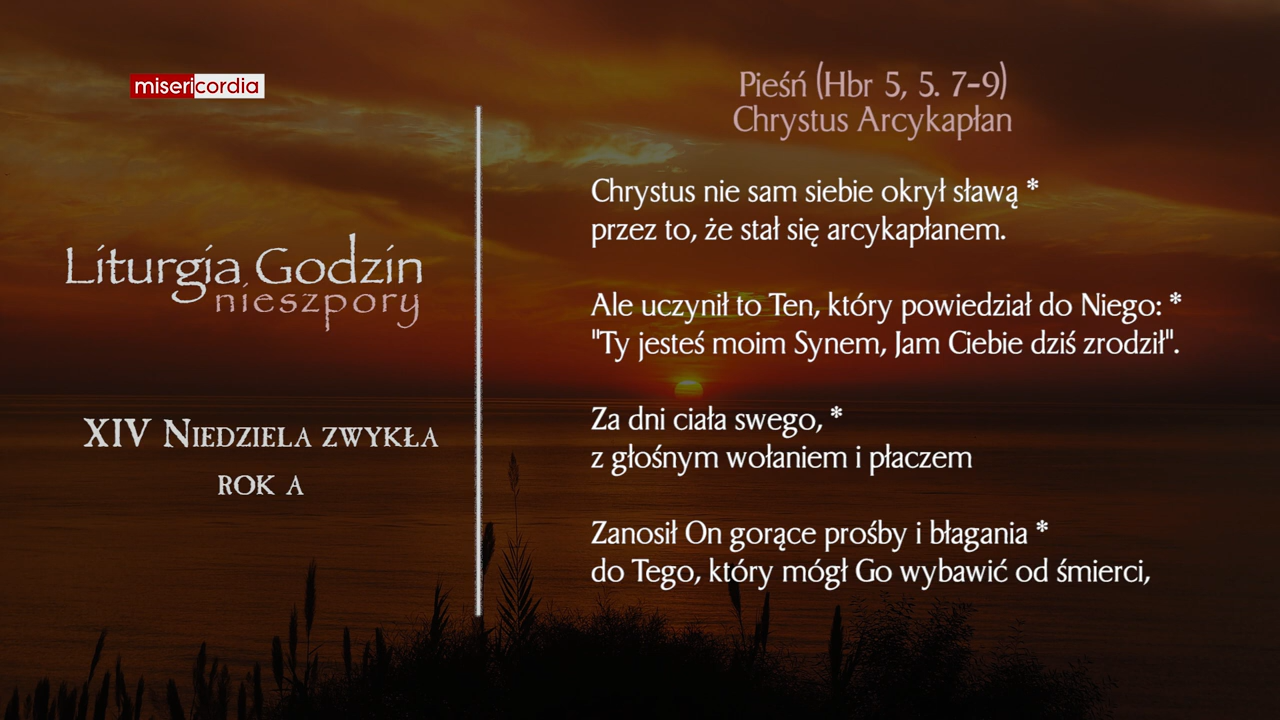 misericordia
Liturgia Godzin
nieszpory
XIV Niedziela zwykła
rok A
Pieśń (Hbr 5, 5. 7-9)
Chrystus Arcykapłan
Chrystus nie sam siebie okrył sławą *
przez to, że stał się arcykapłanem.
Ale uczynił to Ten, który powiedział do Niego: *
"Ty jesteś moim Synem, Jam Ciebie dziś zrodził".
Za dni ciała swego, *
z głośnym wołaniem i płaczem
Zanosił On gorące prośby i błagania *
do Tego, który mógł Go wybawić od śmierci,